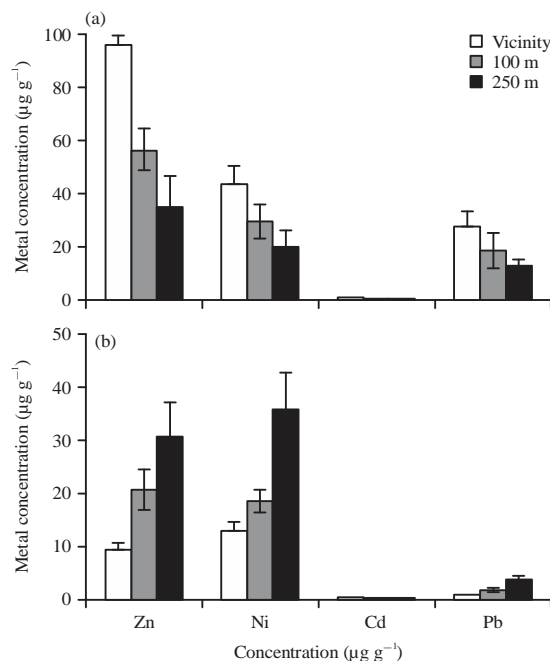 (a)
Vicinity
100 m
250 m
100
80
60
40
20
0
Metal concentration (µg g⁻¹)
(b)
50
40
30
20
10
0
Metal concentration (µg g⁻¹)
Zn Ni Cd Pb
Concentration (µg g⁻¹)